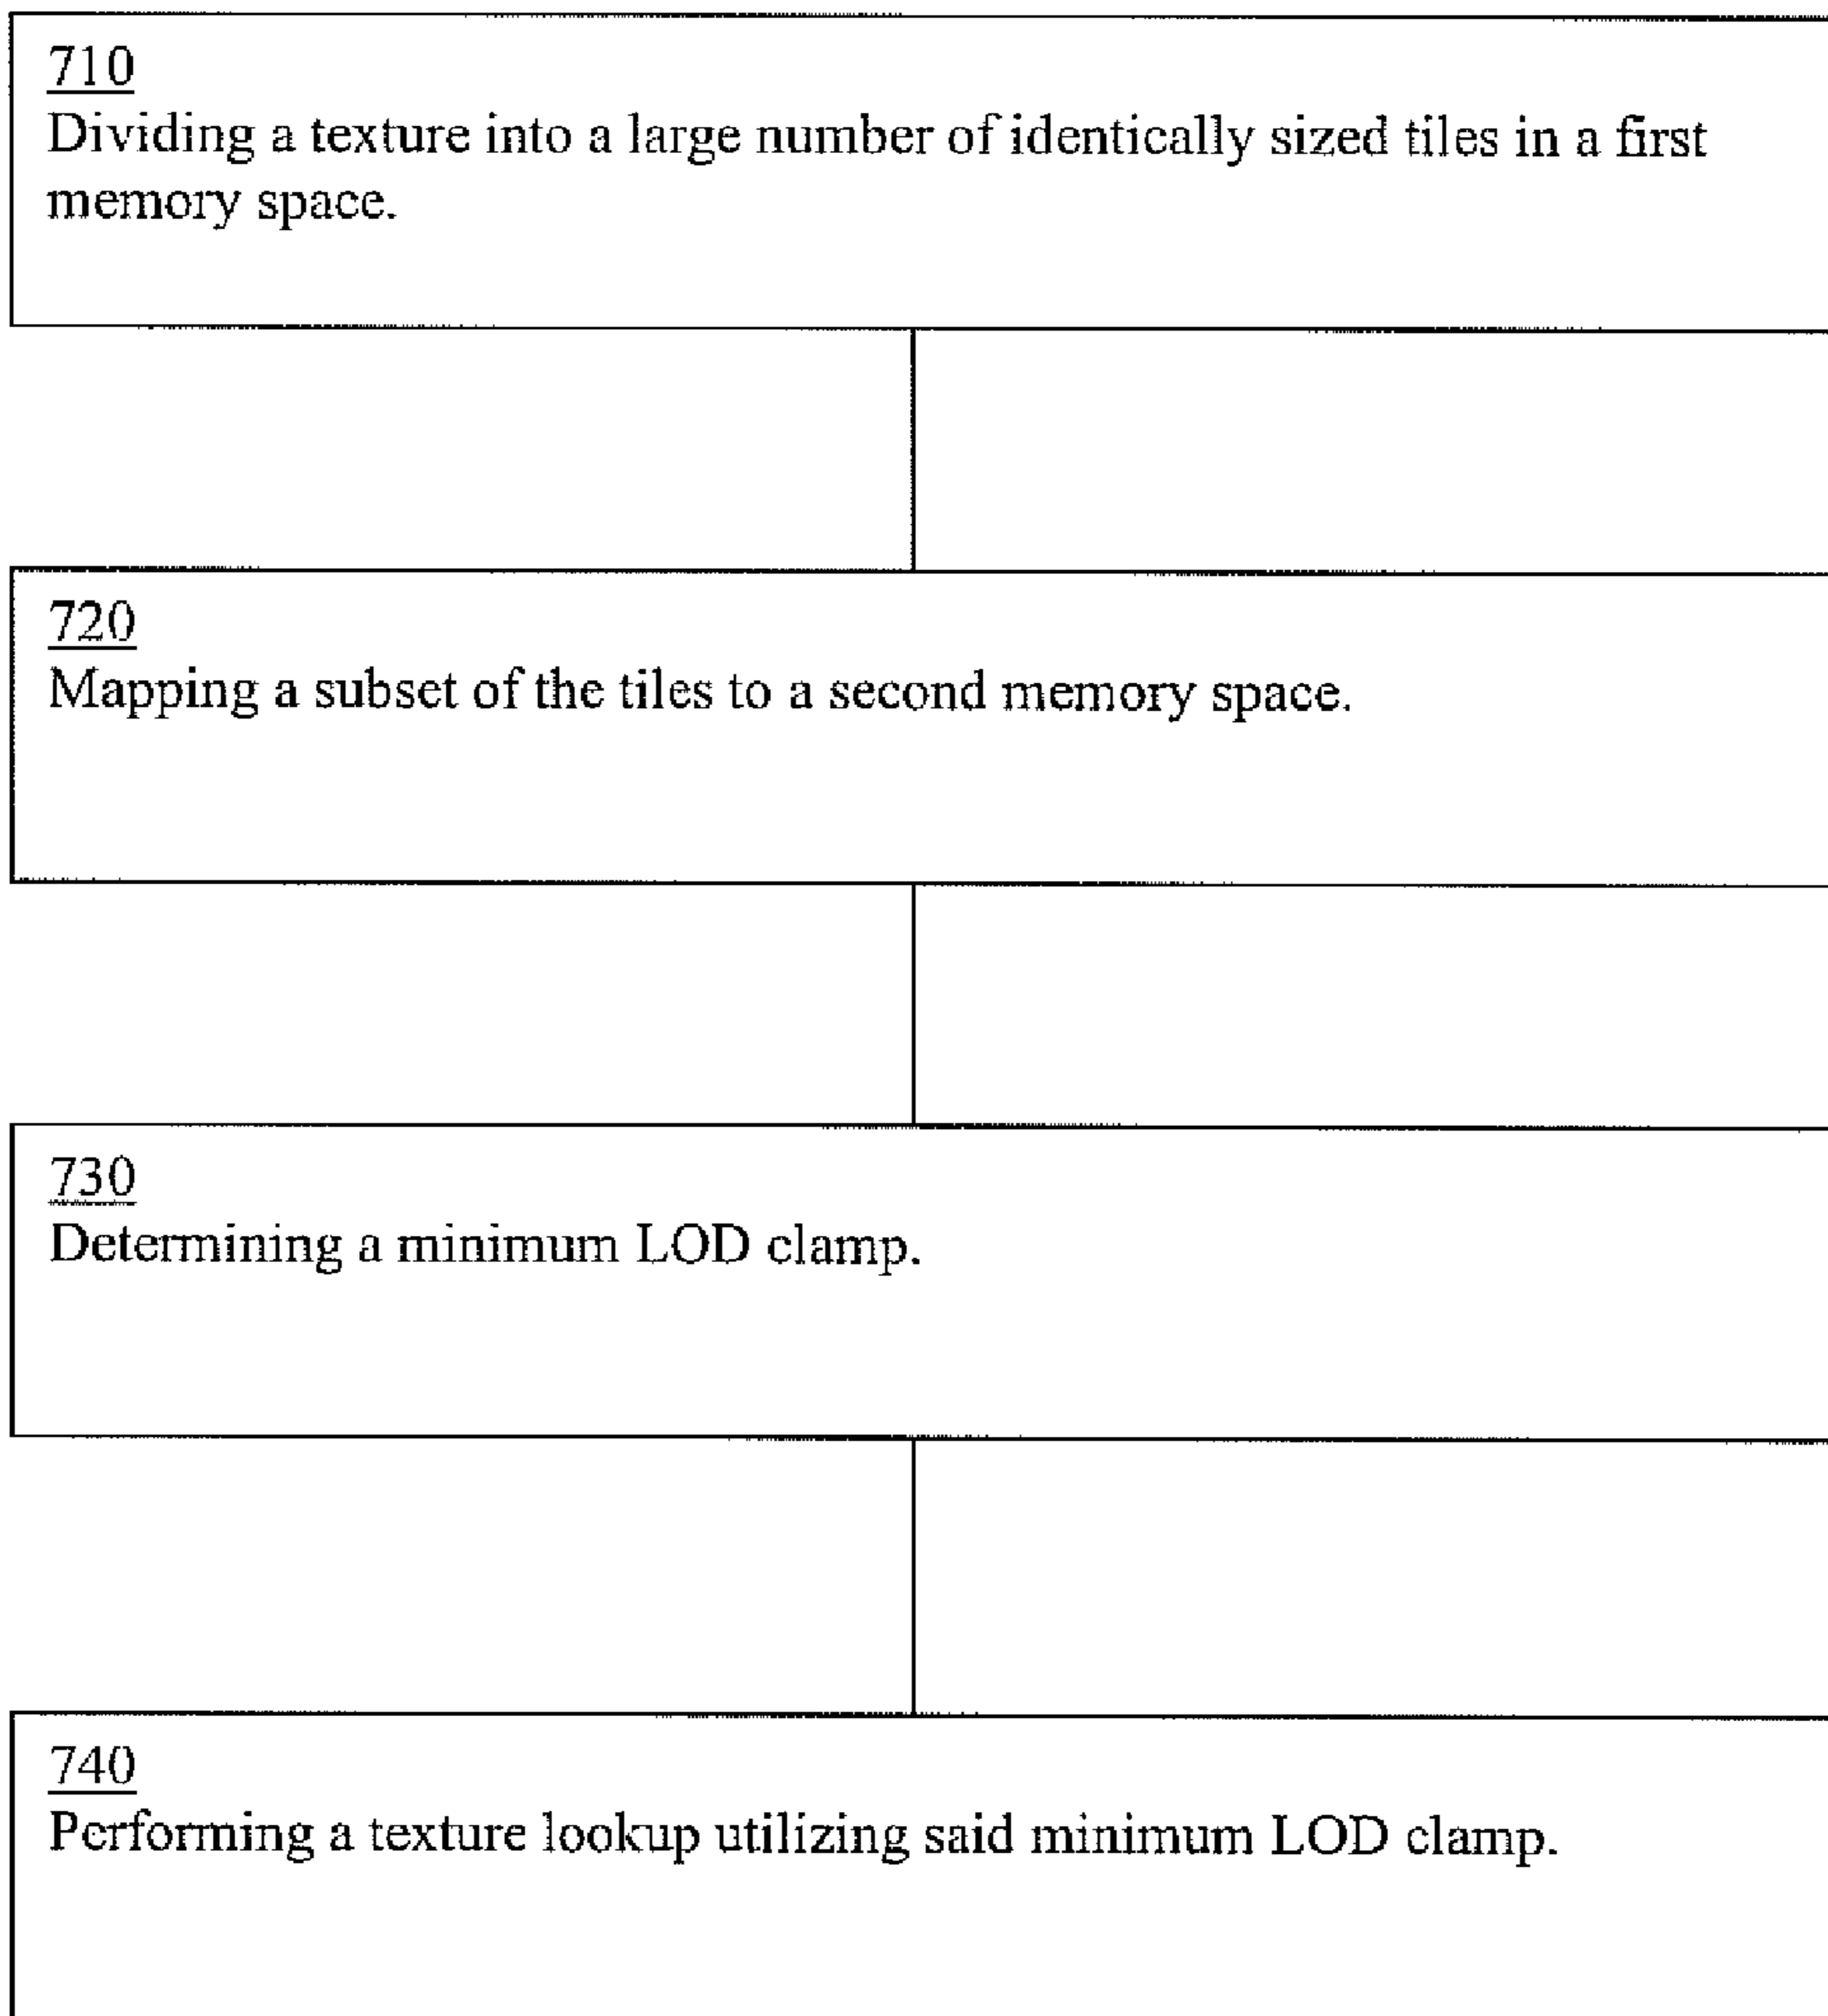 710
Dividing a texture into a large number of identically sized tiles in a first
memory space.
720
Mapping a subset of the tiles to a second memory space.
730
Determining a minimum LOD clamp.
740
Performing a texture lookup utilizing said minimum LOD clamp.